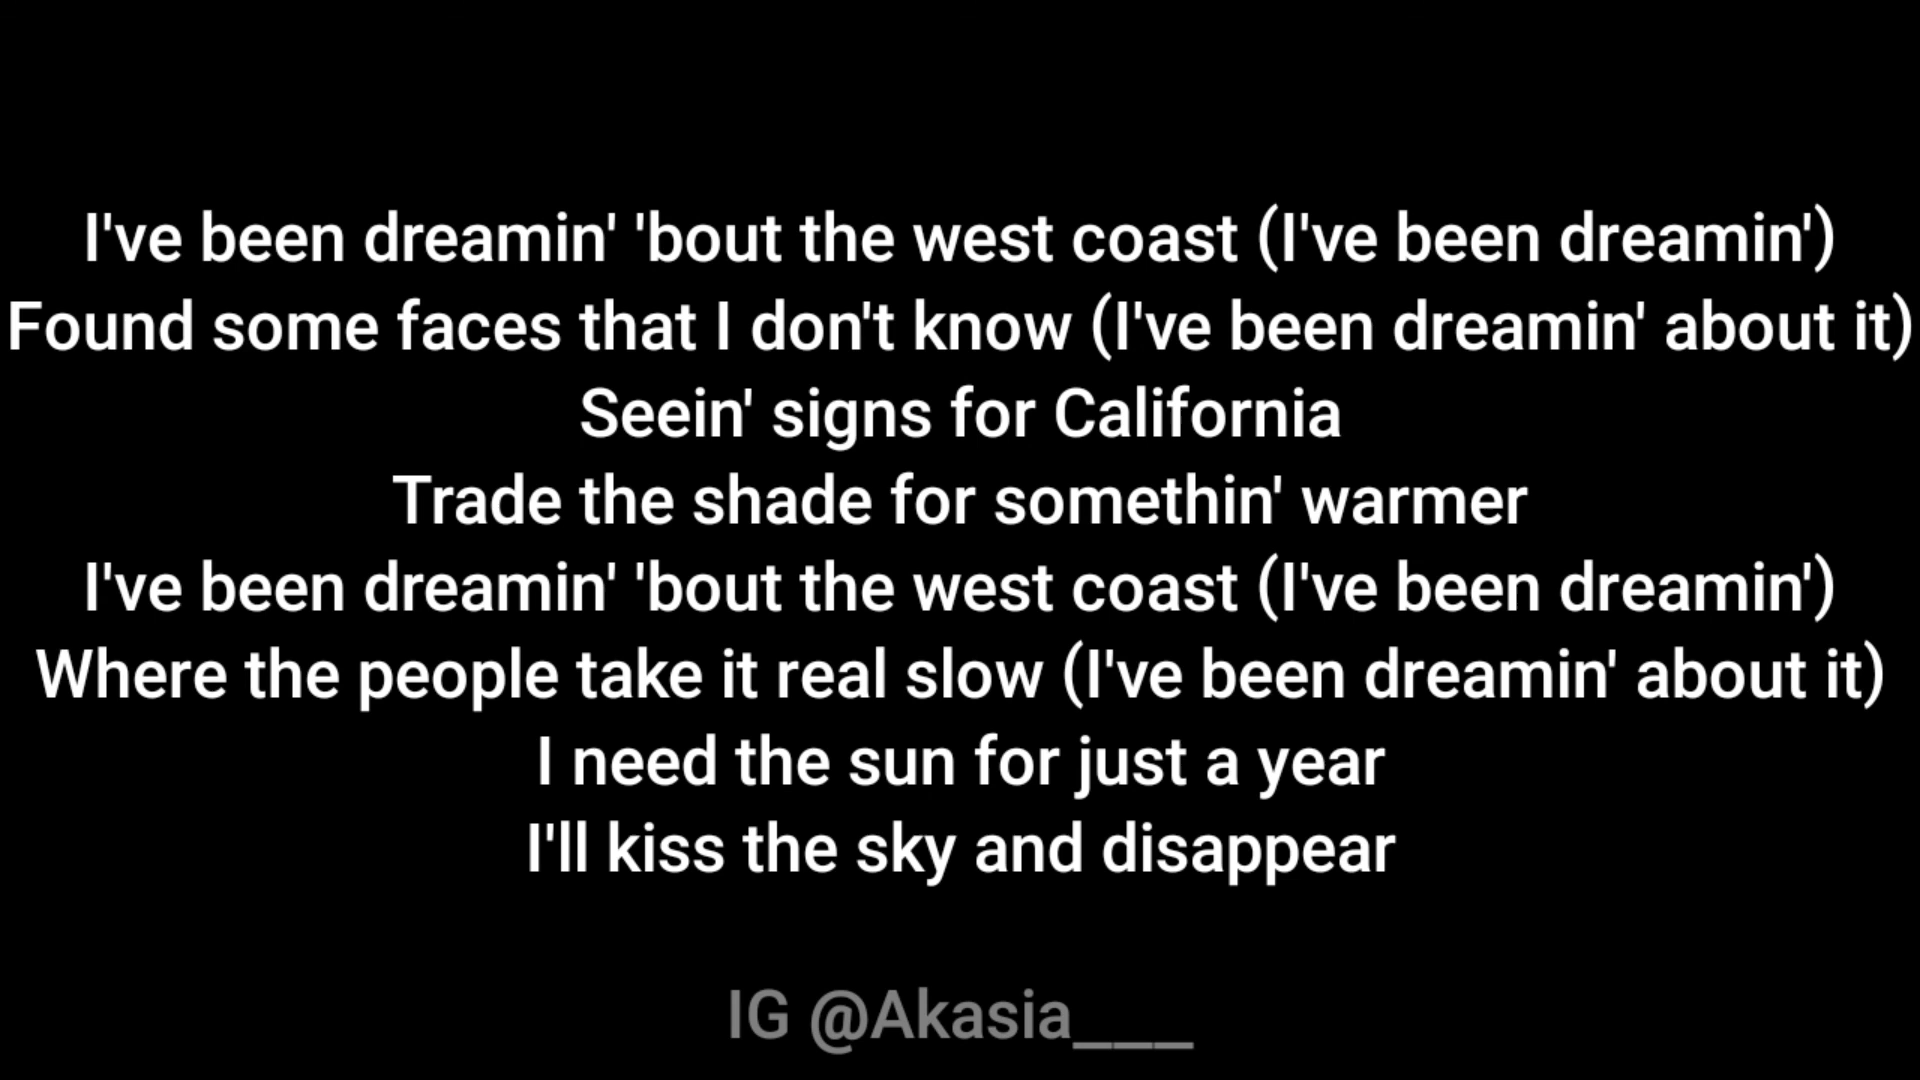 I've been dreamin' 'bout the west coast (I've been dreamin')
Found some faces that I don't know (I've been dreamin' about it)
Seein' signs for California
Trade the shade for somethin' warmer
I've been dreamin' 'bout the west coast (I've been dreamin')
Where the people take it real slow (I've been dreamin' about it)
I need the sun for just a year
I'll kiss the sky and disappear
IG @Akasia___